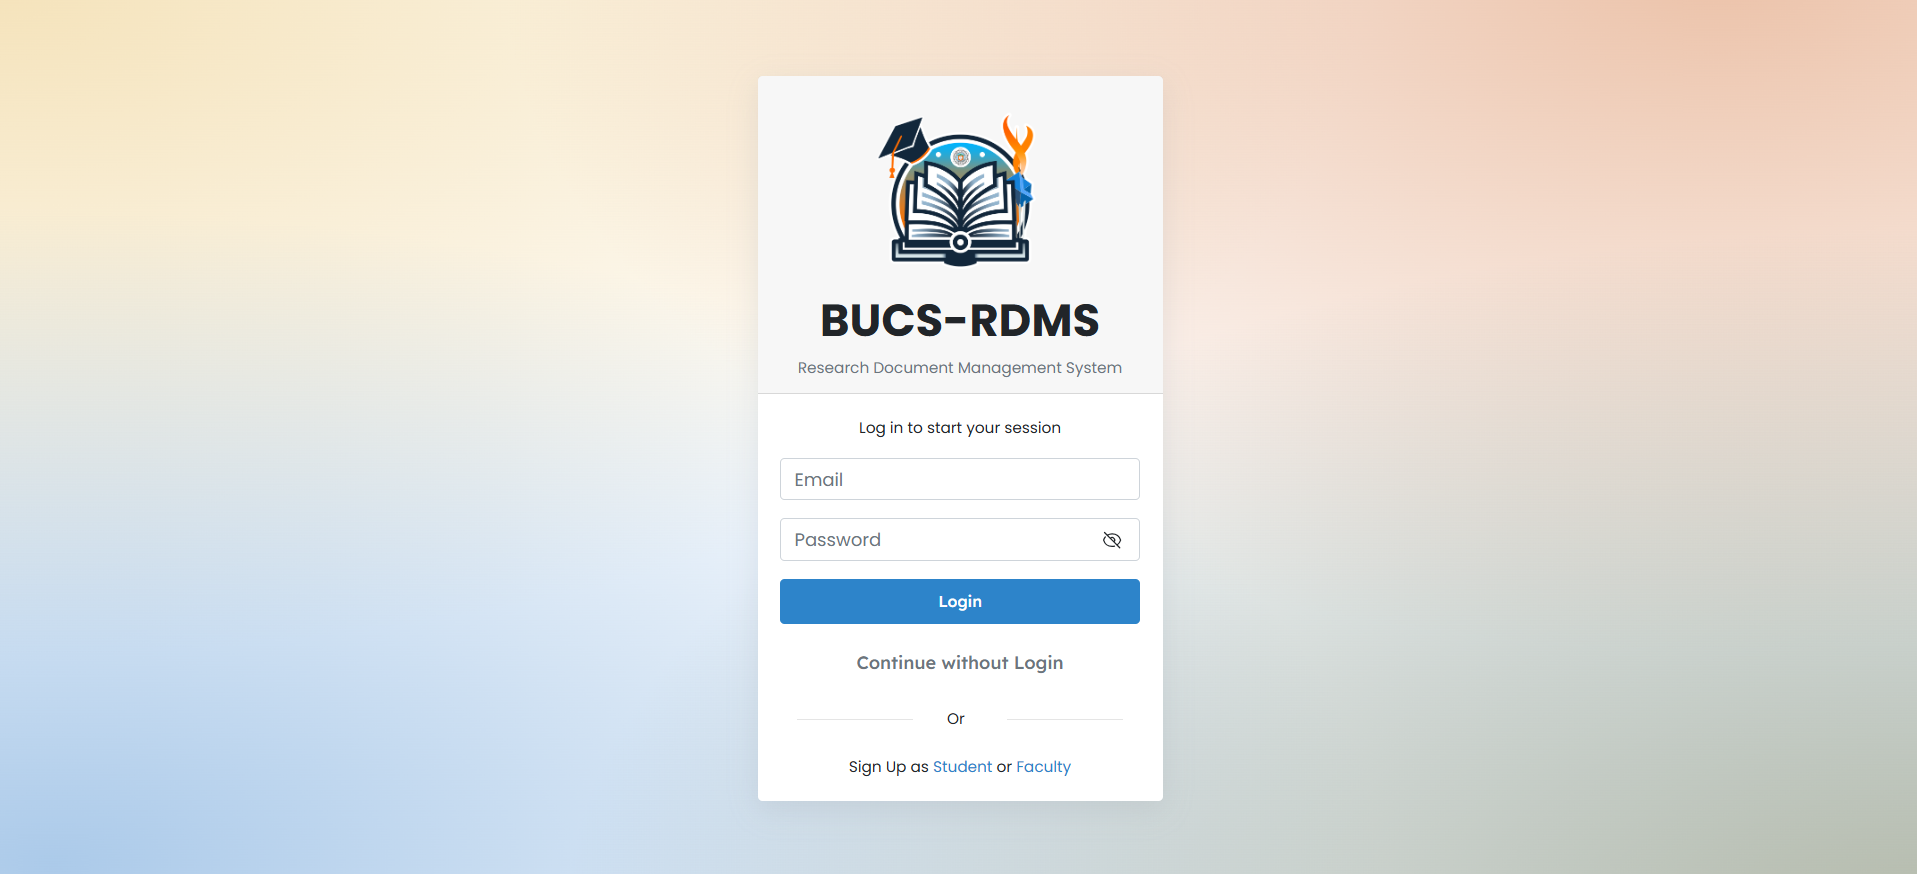 BUCS-RDMS
Research Document Management System
Log in to start your session
Email
Password
Login
Continue without Login
Or
Sign Up as Student or Faculty